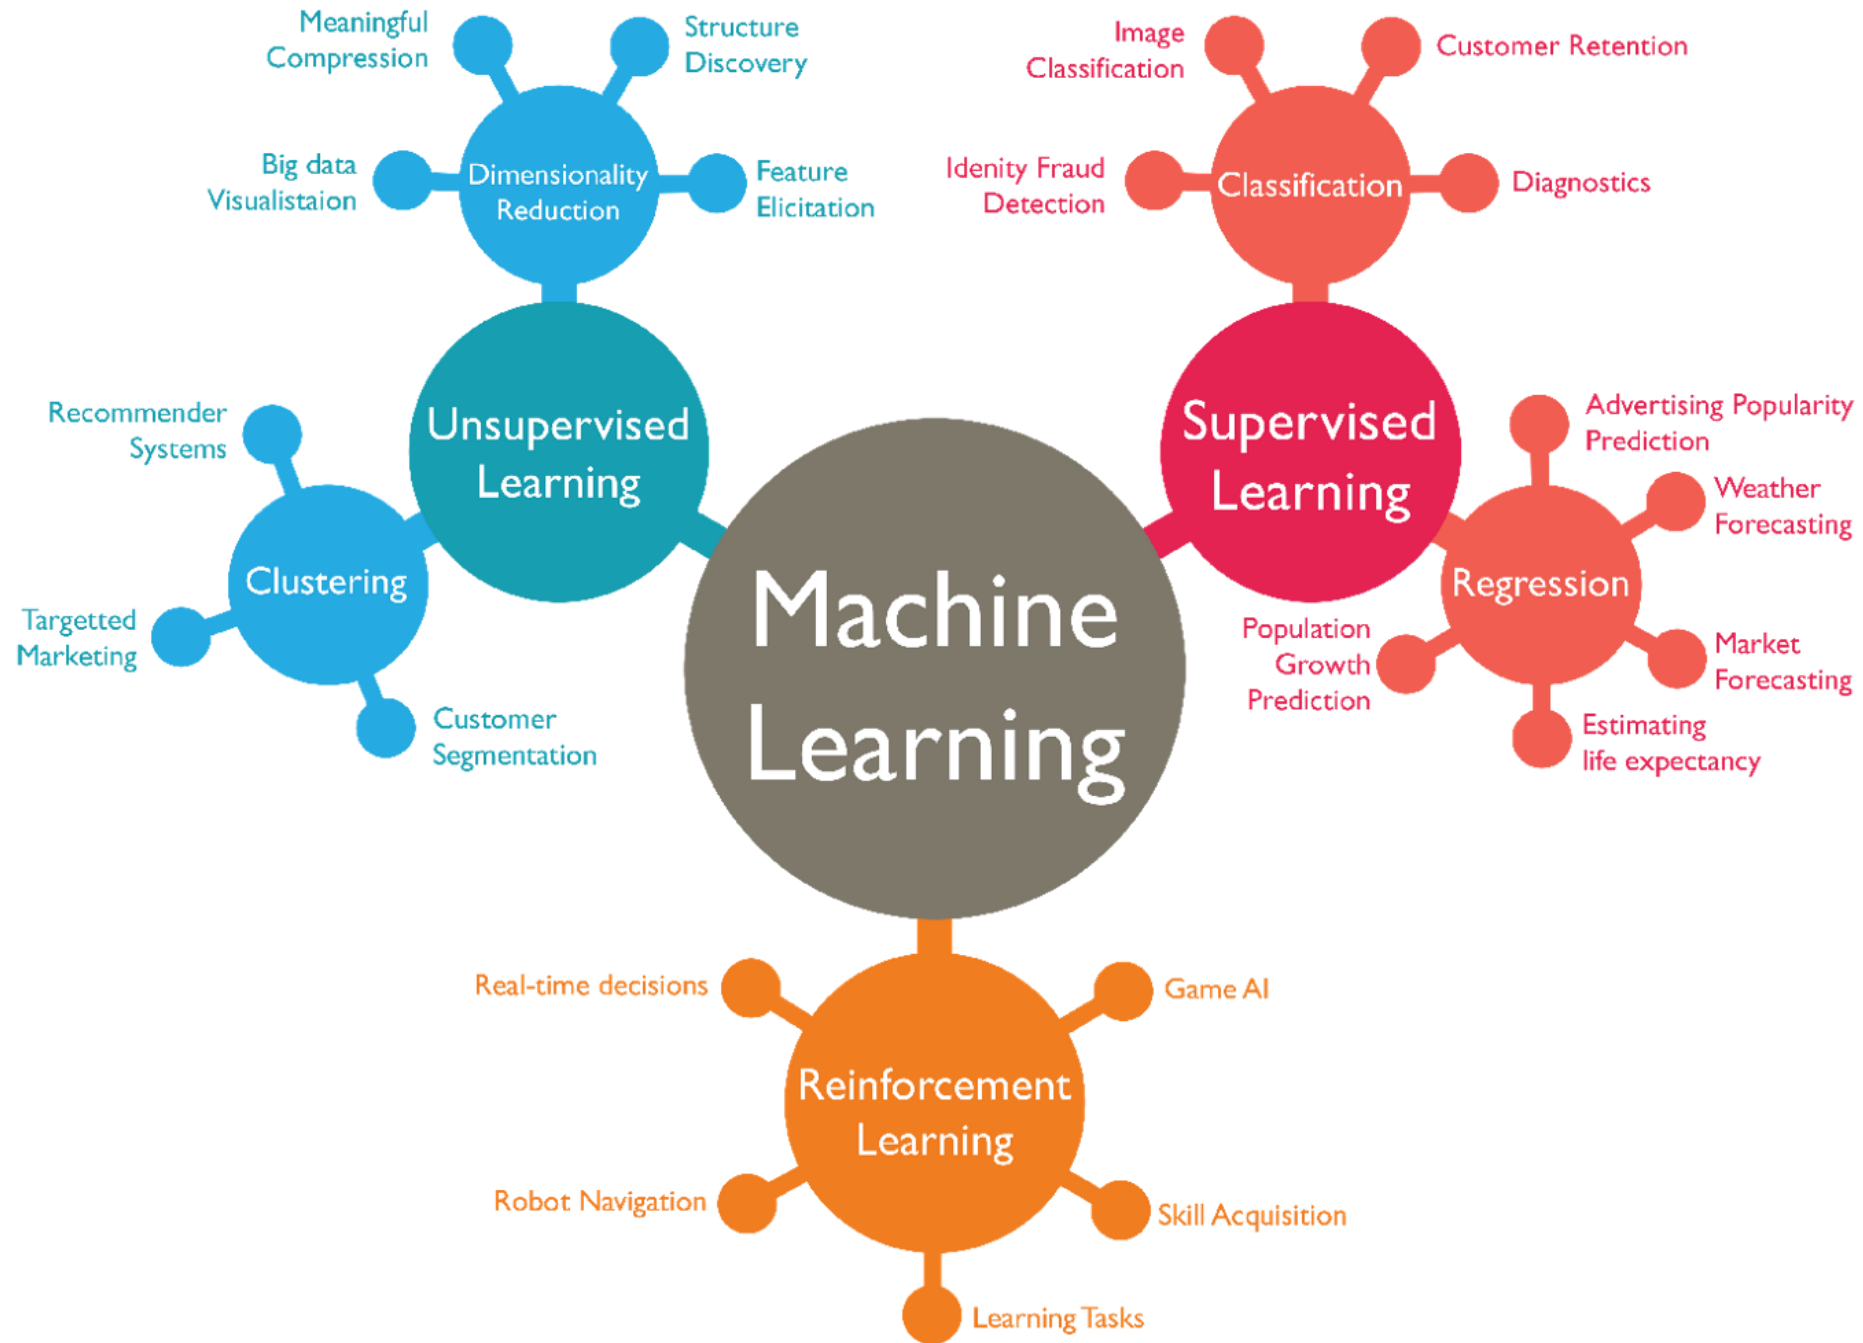 Meaningful
Compression
Structure
Discovery
Big data
Visualistaion
Dimensionality
Reduction
Feature
Elicitation
Image
Classification
Customer Retention
Idenity Fraud
Detection
Classification
Diagnostics
Recommender
Systems
Unsupervised
Learning
Clustering
Targetted
Marketing
Customer
Segmentation
Machine
Learning
Supervised
Learning
Advertising Popularity
Prediction
Weather
Forecasting
Regression
Population
Growth
Prediction
Market
Forecasting
Estimating
life expectancy
Real-time decisions
Game AI
Reinforcement
Learning
Robot Navigation
Skill Acquisition
Learning Tasks